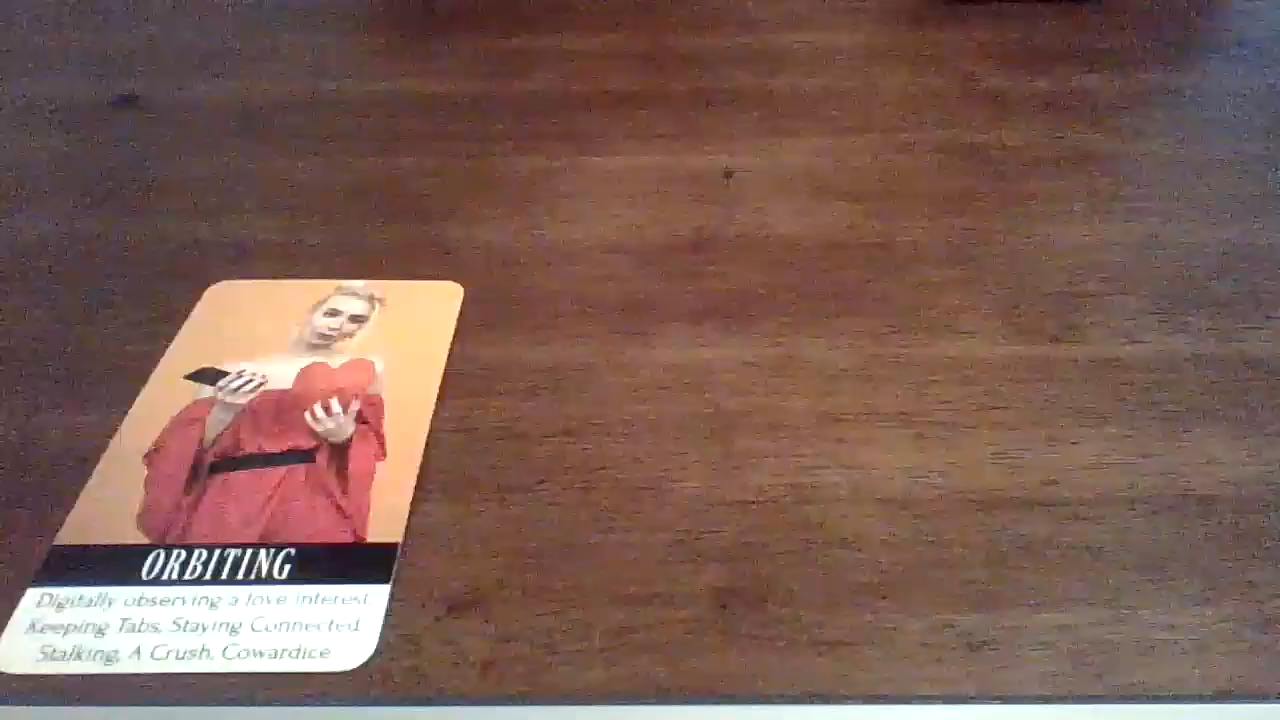 ORBITING
Digitally observing a love interest
Keeping Tabs, Staying Connected
Stalking, A Crush, Cowardice